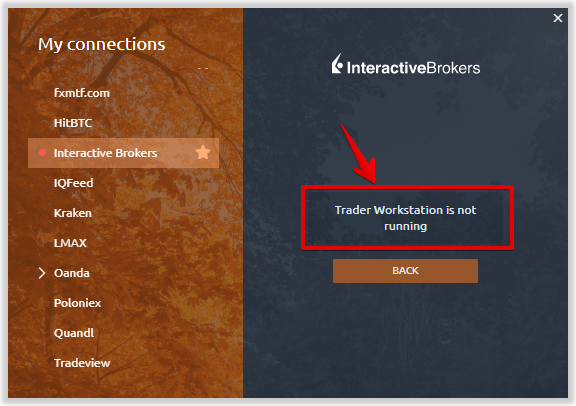 My connections
fxmtf.com
HitBTC
Interactive Brokers
IQFeed
Kraken
LMAX
Oanda
Poloniex
Quandl
Tradeview
InteractiveBrokers
Trader Workstation is not
running
BACK